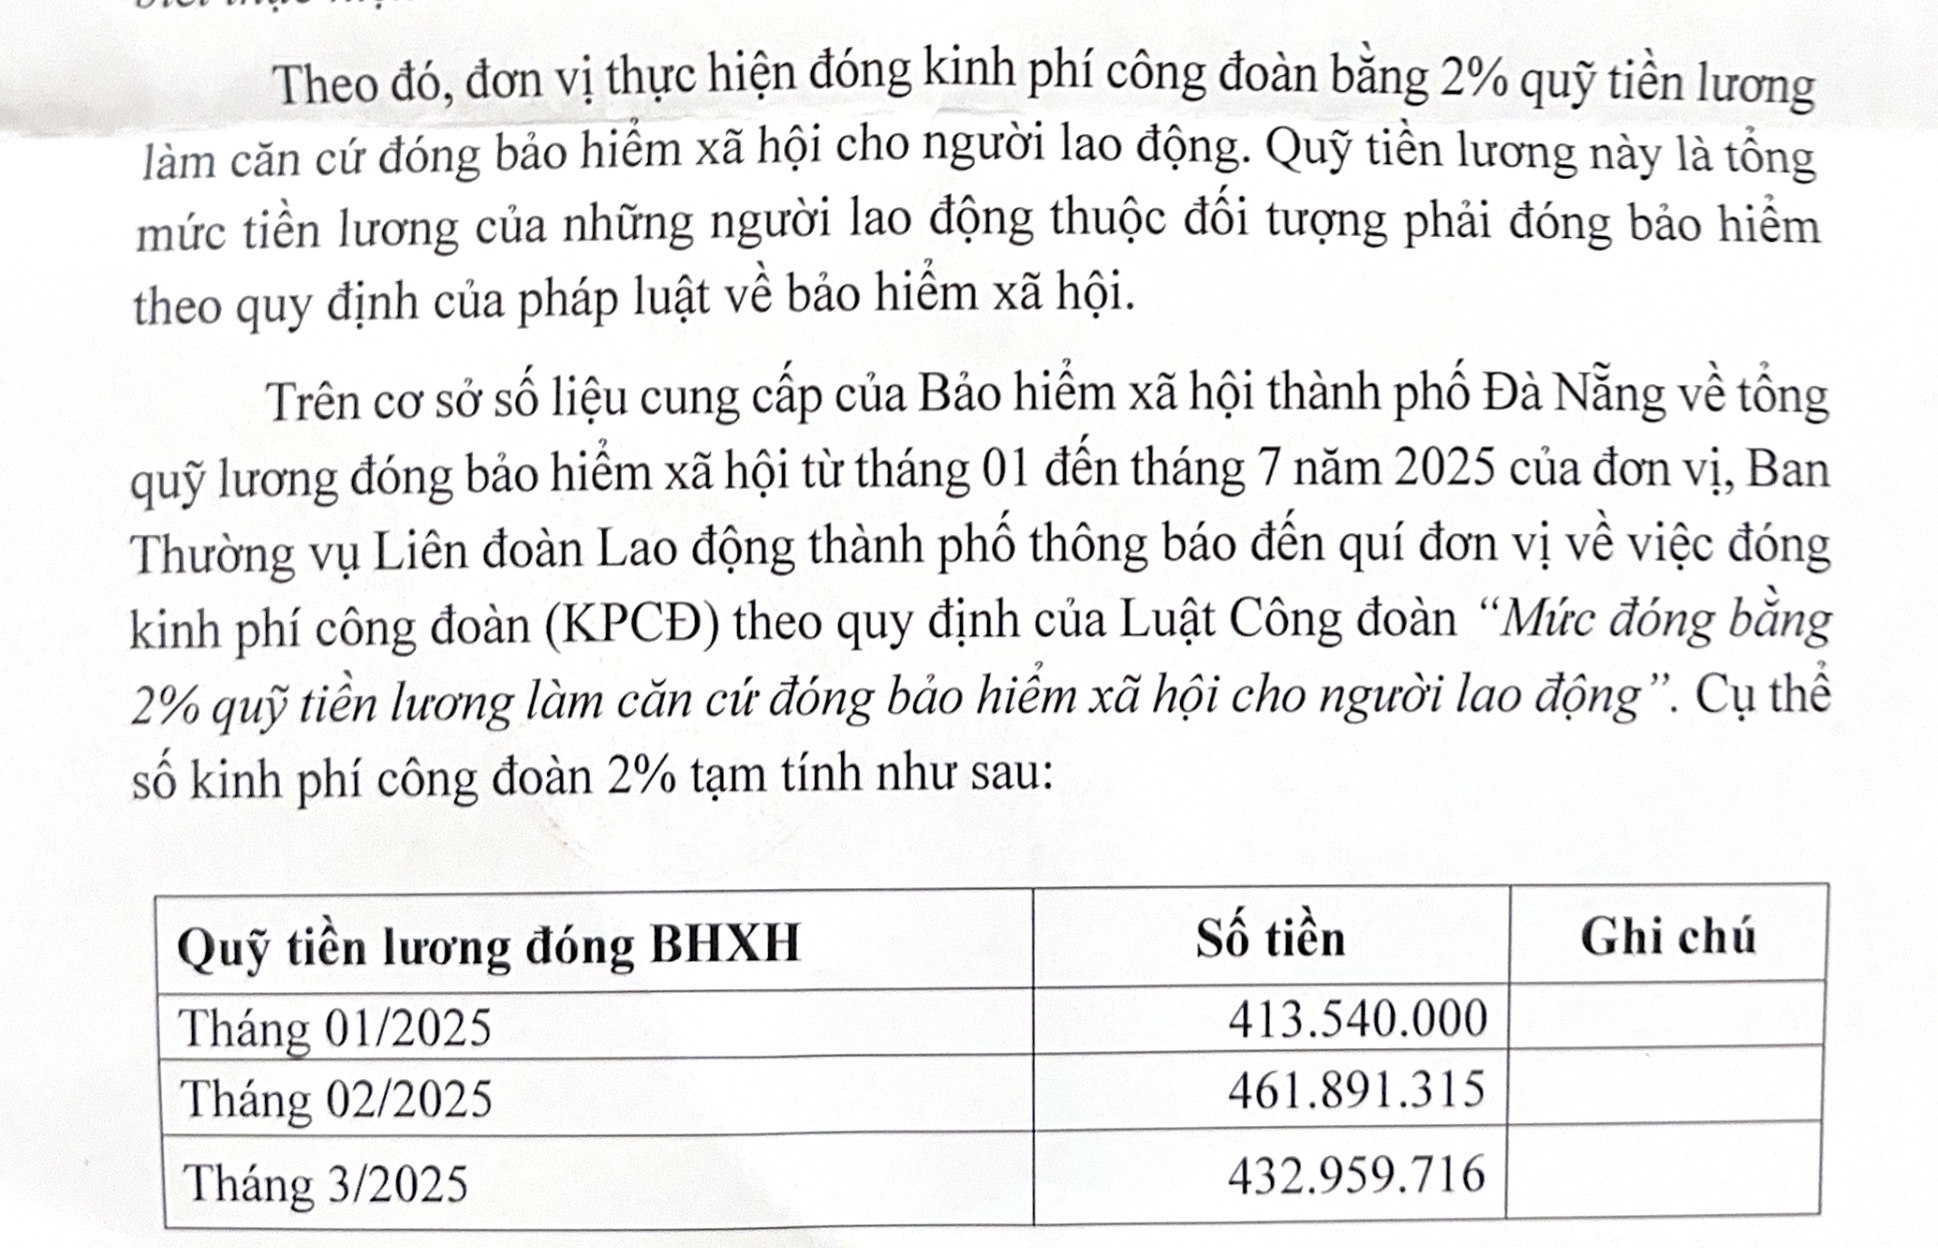 Theo đó, đơn vị thực hiện đóng kinh phí công đoàn bằng 2% quỹ tiền lương
làm căn cứ đóng bảo hiểm xã hội cho người lao động. Quỹ tiền lương này là tổng
mức tiền lương của những người lao động thuộc đối tượng phải đóng bảo hiểm
theo quy định của pháp luật về bảo hiểm xã hội.
Trên cơ sở số liệu cung cấp của Bảo hiểm xã hội thành phố Đà Nẵng về tổng
quỹ lương đóng bảo hiểm xã hội từ tháng 01 đến tháng 7 năm 2025 của đơn vị, Ban
Thường vụ Liên đoàn Lao động thành phố thông báo đến quí đơn vị về việc đóng
kinh phí công đoàn (KPCĐ) theo quy định của Luật Công đoàn “Mức đóng bằng
2% quỹ tiền lương làm căn cứ đóng bảo hiểm xã hội cho người lao động”. Cụ thể
số kinh phí công đoàn 2% tạm tính như sau:
Quỹ tiền lương đóng BHXH Số tiền Ghi chú
Tháng 01/2025 413.540.000
Tháng 02/2025 461.891.315
Tháng 3/2025 432.959.716